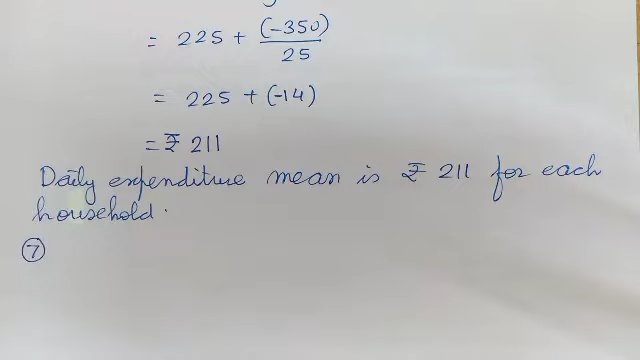 = 225 + (-350)/25
= 225 + (-14)
= ₹ 211
Daily expenditure mean is ₹ 211 for each
household.
7